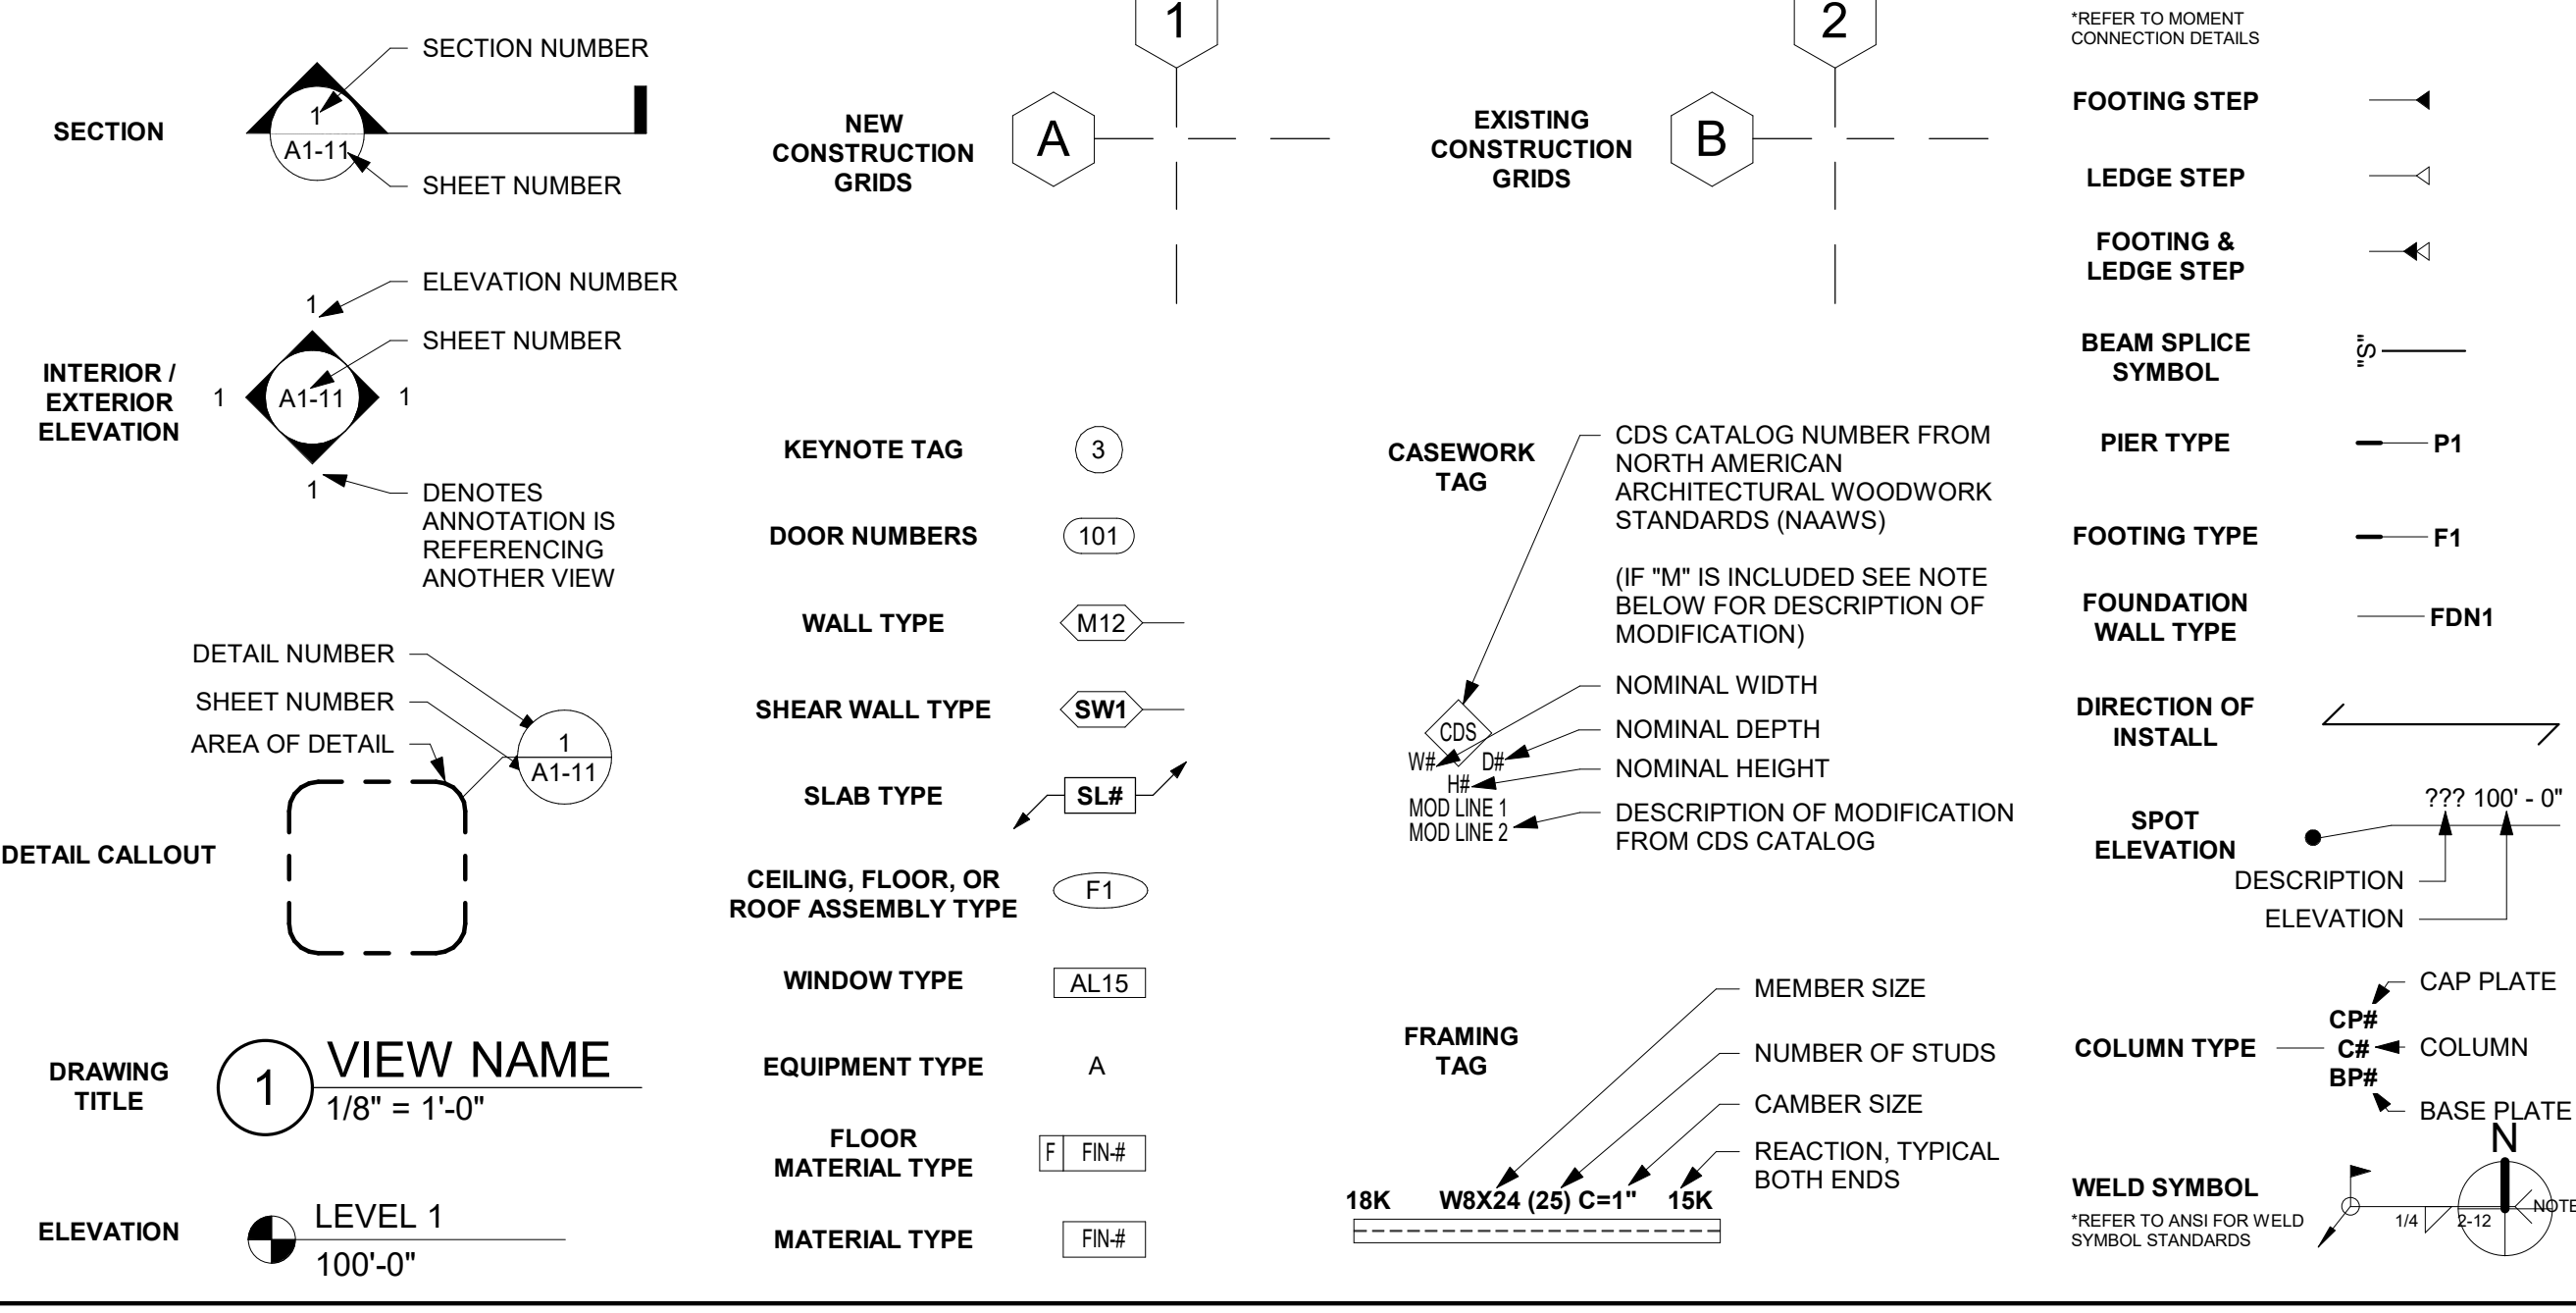 SECTION
SECTION NUMBER
1
A1-11
SHEET NUMBER
INTERIOR /
EXTERIOR
ELEVATION
ELEVATION NUMBER
1
SHEET NUMBER
1
A1-11
1
1
DENOTES
ANNOTATION IS
REFERENCING
ANOTHER VIEW
DETAIL CALLOUT
DETAIL NUMBER
SHEET NUMBER
AREA OF DETAIL
1
A1-11
DRAWING
TITLE
1
VIEW NAME
1/8" = 1'-0"
ELEVATION
LEVEL 1
100'-0"
NEW
CONSTRUCTION
GRIDS
1
A
KEYNOTE TAG
3
DOOR NUMBERS
101
WALL TYPE
M12
SHEAR WALL TYPE
SW1
SLAB TYPE
SL#
CEILING, FLOOR, OR
ROOF ASSEMBLY TYPE
F1
WINDOW TYPE
AL15
EQUIPMENT TYPE
A
FLOOR
MATERIAL TYPE
F FIN-#
MATERIAL TYPE
FIN-#
EXISTING
CONSTRUCTION
GRIDS
2
B
CASEWORK
TAG
CDS CATALOG NUMBER FROM
NORTH AMERICAN
ARCHITECTURAL WOODWORK
STANDARDS (NAAWS)
(IF "M" IS INCLUDED SEE NOTE
BELOW FOR DESCRIPTION OF
MODIFICATION)
NOMINAL WIDTH
NOMINAL DEPTH
NOMINAL HEIGHT
DESCRIPTION OF MODIFICATION
FROM CDS CATALOG
CDS
W# D#
H#
MOD LINE 1
MOD LINE 2
FRAMING
TAG
MEMBER SIZE
NUMBER OF STUDS
CAMBER SIZE
REACTION, TYPICAL
BOTH ENDS
18K W8X24 (25) C=1" 15K
*REFER TO MOMENT
CONNECTION DETAILS
FOOTING STEP
LEDGE STEP
FOOTING &
LEDGE STEP
BEAM SPLICE
SYMBOL
"S"
PIER TYPE
P1
FOOTING TYPE
F1
FOUNDATION
WALL TYPE
FDN1
DIRECTION OF
INSTALL
SPOT
ELEVATION
??? 100' - 0"
DESCRIPTION
ELEVATION
COLUMN TYPE
CAP PLATE
CP#
C#
COLUMN
BP#
BASE PLATE
WELD SYMBOL
*REFER TO ANSI FOR WELD
SYMBOL STANDARDS
N
1/4 2-12
NOTE